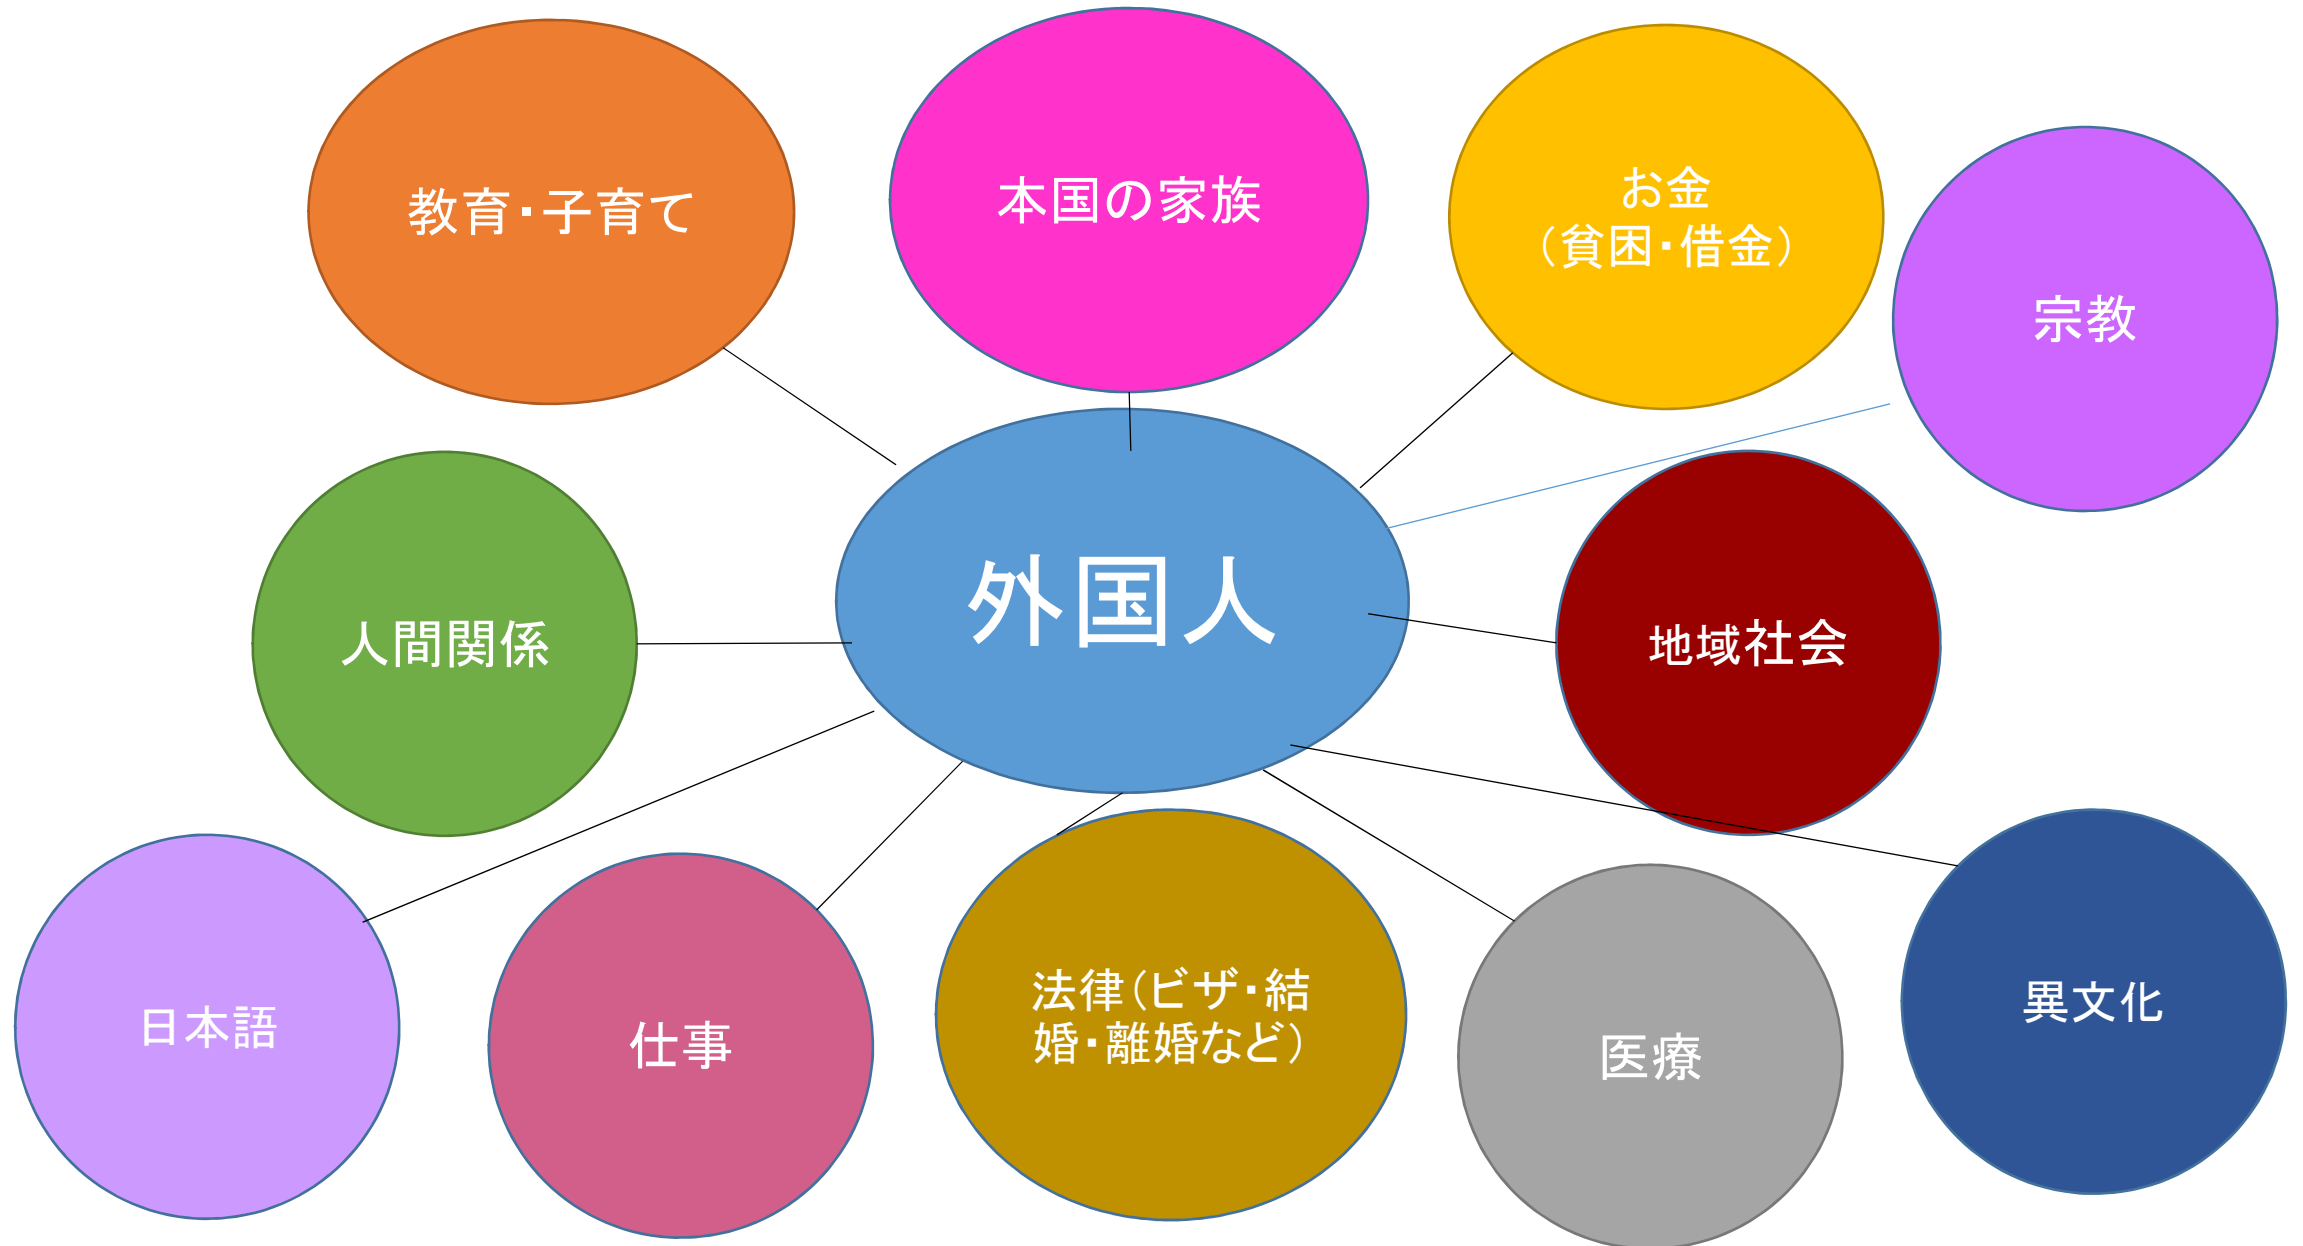 教育・子育て
本国の家族
お金
（貧困・借金）
宗教
外国人
人間関係
地域社会
日本語
仕事
法律（ビザ・結
婚・離婚など）
医療
異文化